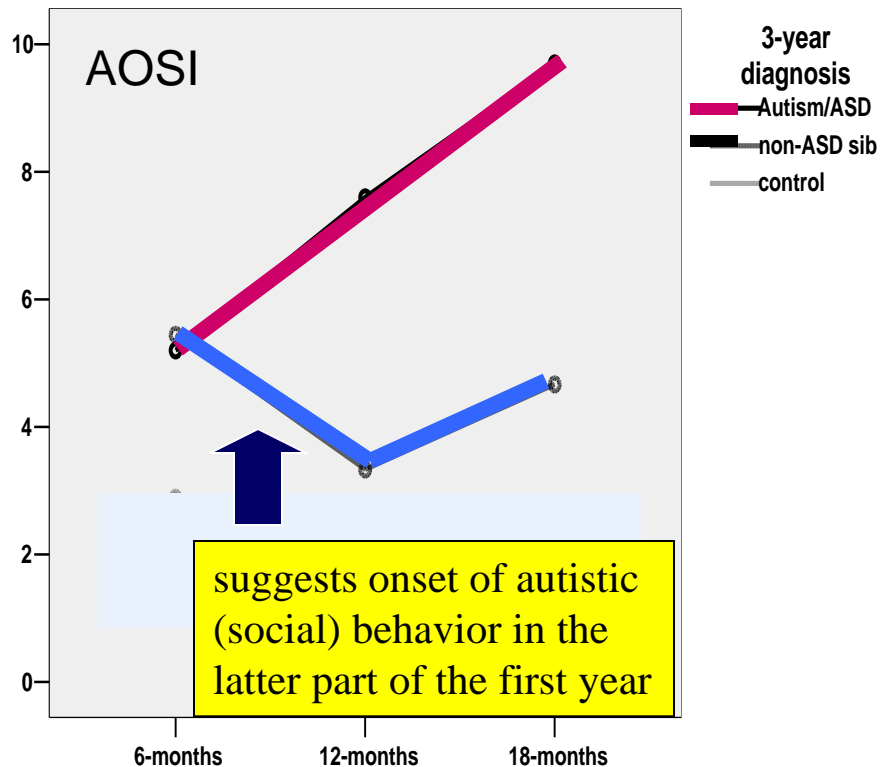 AOSI
10
8
6
4
2
0
6-months
12-months
18-months
3-year
diagnosis
Autism/ASD
non-ASD sib
control
suggests onset of autistic
(social) behavior in the
latter part of the first year